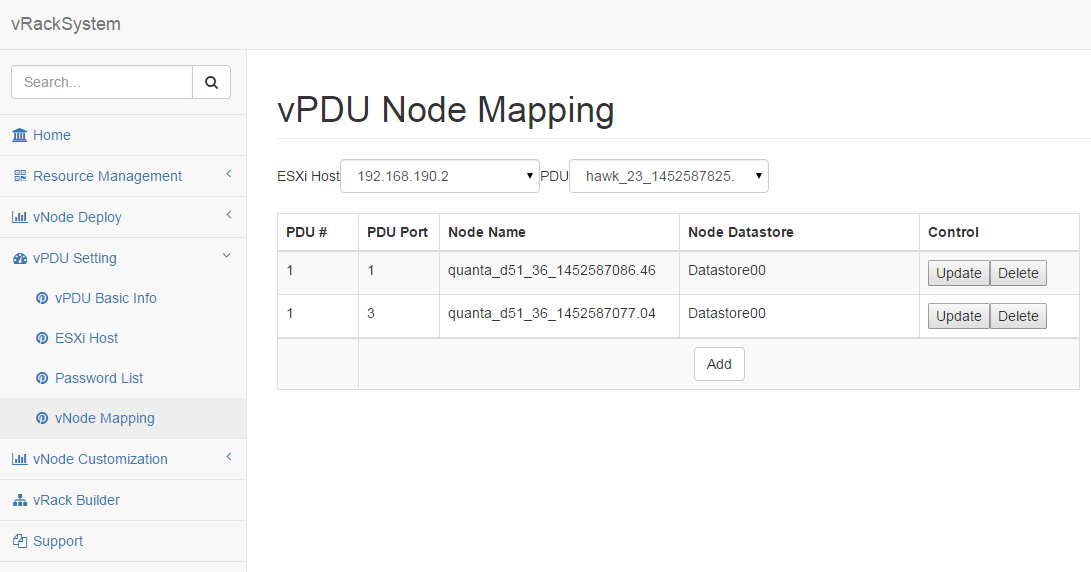 vRackSystem
Search...
Home
Resource Management
vNode Deploy
vPDU Setting
vPDU Basic Info
ESXi Host
Password List
vNode Mapping
vNode Customization
vRack Builder
Support
vPDU Node Mapping
ESXi Host 192.168.190.2 PDU hawk_23_1452587825.
PDU # PDU Port Node Name Node Datastore Control
1 1 quanta_d51_36_1452587086.46 Datastore00 Update Delete
1 3 quanta_d51_36_1452587077.04 Datastore00 Update Delete
Add